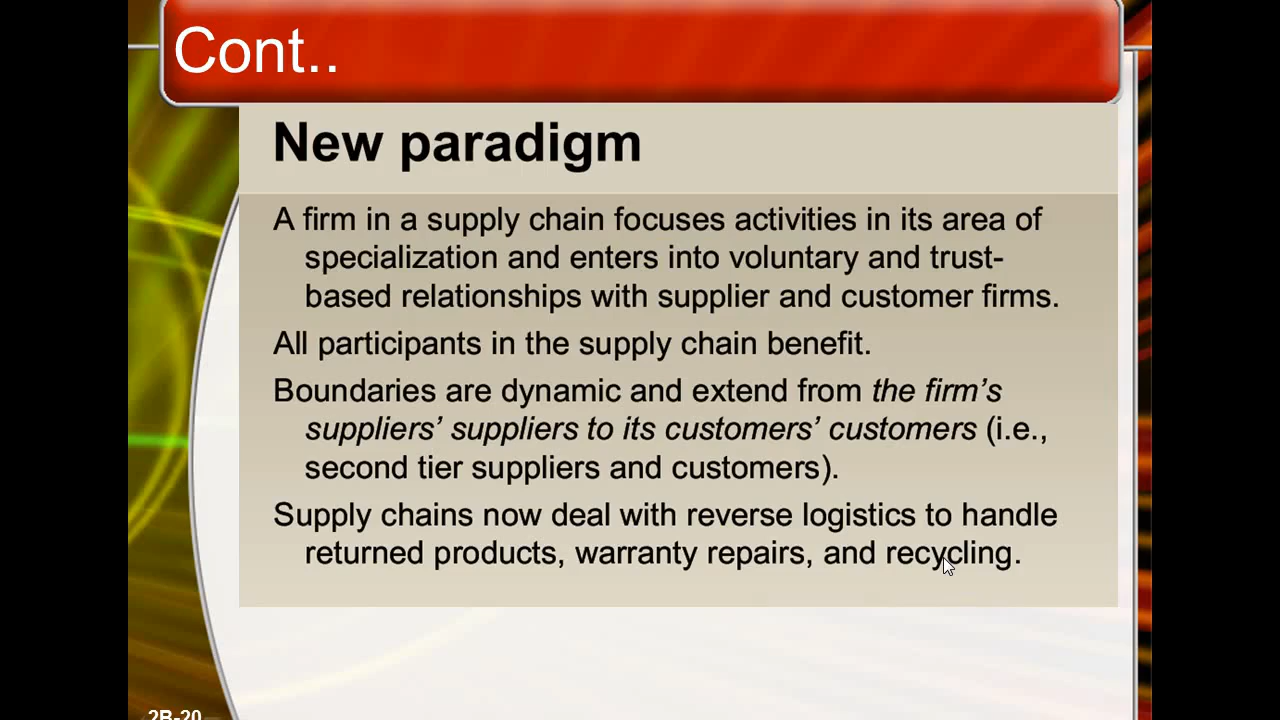 Cont..
New paradigm
A firm in a supply chain focuses activities in its area of
specialization and enters into voluntary and trust-
based relationships with supplier and customer firms.
All participants in the supply chain benefit.
Boundaries are dynamic and extend from the firm’s
suppliers’ suppliers to its customers’ customers (i.e.,
second tier suppliers and customers).
Supply chains now deal with reverse logistics to handle
returned products, warranty repairs, and recycling.
2B-20